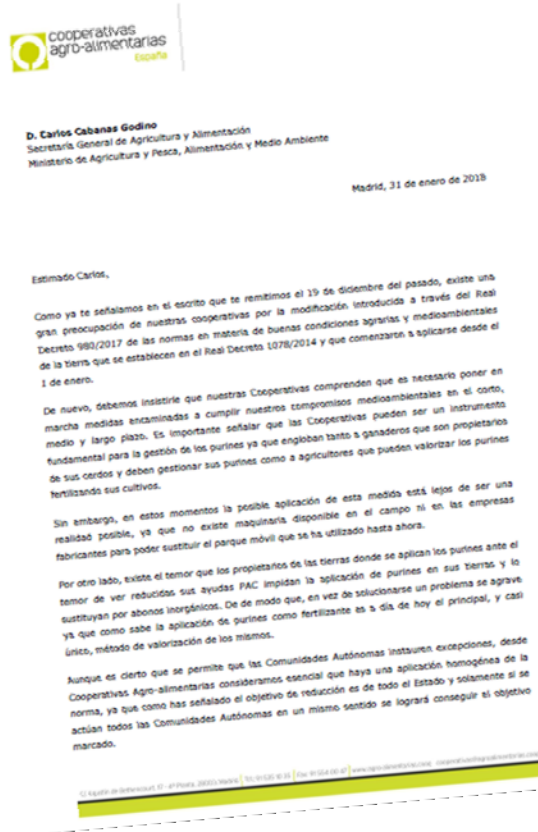 cooperativas
agro-alimentarias
España
D. Carlos Cabanas Godino
Secretaría General de Agricultura y Alimentación
Ministerio de Agricultura y Pesca, Alimentación y Medio Ambiente
Madrid, 31 de enero de 2018
Estimado Carlos,
Como ya te señalamos en el escrito que te remitimos el 19 de diciembre del pasado, existe una
gran preocupación de nuestras cooperativas por la modificación introducida a través del Real
Decreto 980/2017 de las normas en materia de buenas condiciones agrarias y medioambientales
de la tierra que se establecen en el Real Decreto 1078/2014 y que comenzaron a aplicarse desde el
1 de enero.
De nuevo, debemos insistirle que nuestras Cooperativas comprenden que es necesario poner en
marcha medidas encaminadas a cumplir nuestros compromisos medioambientales en el corto,
medio y largo plazo. Es importante señalar que las Cooperativas pueden ser un instrumento
fundamental para la gestión de los purines ya que engloban tanto a ganaderos que son propietarios
de sus cerdos y deben gestionar sus purines como a agricultores que pueden valorizar los purines
fertilizando sus cultivos.
Sin embargo, en estos momentos la posible aplicación de esta medida está lejos de ser una
realidad posible, ya que no existe maquinaria disponible en el campo ni en las empresas
fabricantes para poder sustituir el parque móvil que se ha utilizado hasta ahora.
Por otro lado, existe el temor que los propietarios de las tierras donde se aplican los purines ante el
temor de ver reducidas sus ayudas PAC impidan la aplicación de purines en sus tierras y lo
sustituyan por abonos inorgánicos. De de modo que, en vez de solucionarse un problema se agrave
ya que como sabe la aplicación de purines como fertilizante es a día de hoy el principal, y casi
único, método de valorización de los mismos.
Aunque es cierto que se permite que las Comunidades Autónomas instauren excepciones, desde
Cooperativas Agro-alimentarias consideramos esencial que haya una aplicación homogénea de la
norma, ya que como has señalado el objetivo de reducción es de todo el Estado y solamente si se
actúan todos las Comunidades Autónomas en un mismo sentido se logrará conseguir el objetivo
marcado.
C/ Agustín de Bethencourt, 17 - 4ª Planta. 28003 Madrid